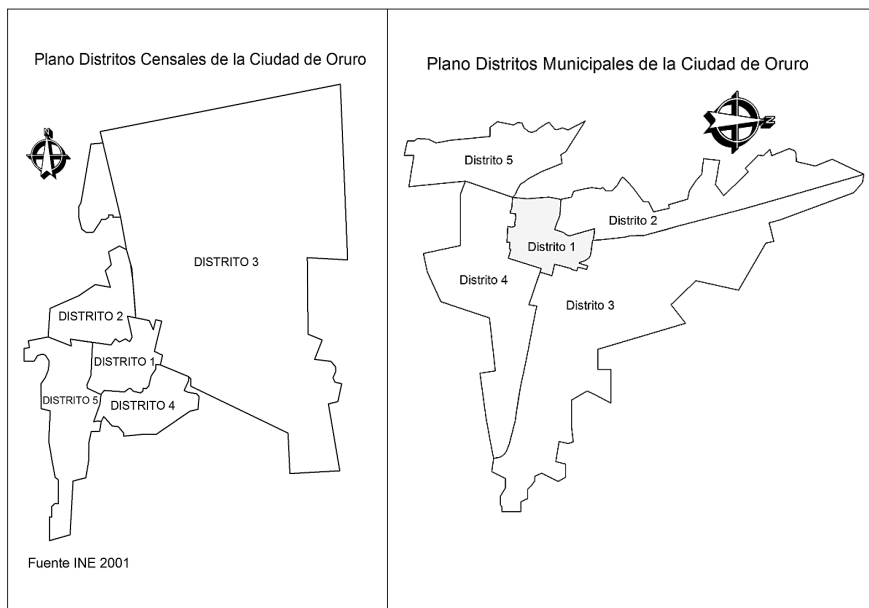 Plano Distritos Censales de la Ciudad de Oruro
N
DISTRITO 3
DISTRITO 2
DISTRITO 1
DISTRITO 5
DISTRITO 4
Fuente INE 2001
Plano Distritos Municipales de la Ciudad de Oruro
N
Distrito 5
Distrito 2
Distrito 1
Distrito 4
Distrito 3